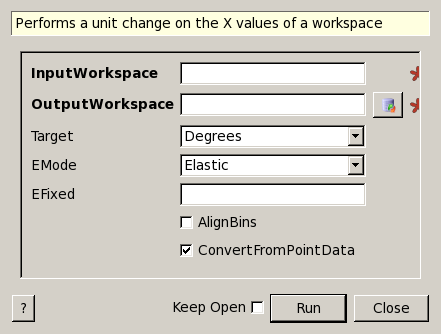 Performs a unit change on the X values of a workspace
InputWorkspace
OutputWorkspace
Target Degrees
EMode Elastic
EFixed
AlignBins
ConvertFromPointData
? Keep Open Run Close